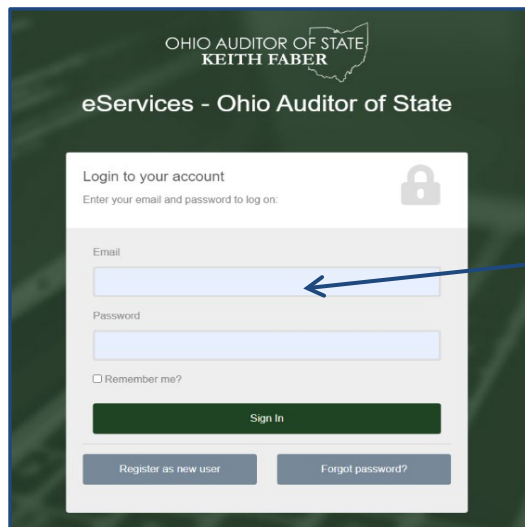 OHIO AUDITOR OF STATE
KEITH FABER
eServices - Ohio Auditor of State
Login to your account
Enter your email and password to log on:
Email
Password
Remember me?
Sign In
Register as new user
Forgot password?